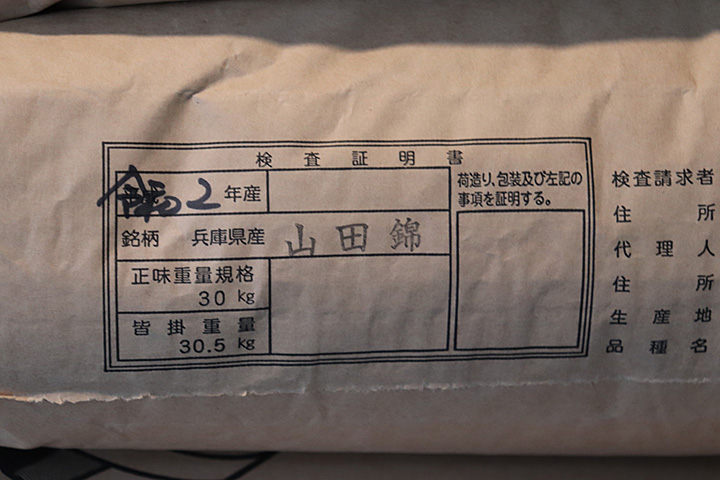 検査証明書
令和2年産
荷造り、包装及び左記の
事項を証明する。
銘柄 兵庫県産 山田錦
正味重量規格
30 kg
皆掛重量
30.5 kg
検査請求者
住所
代理人
住所
生産地
品種名